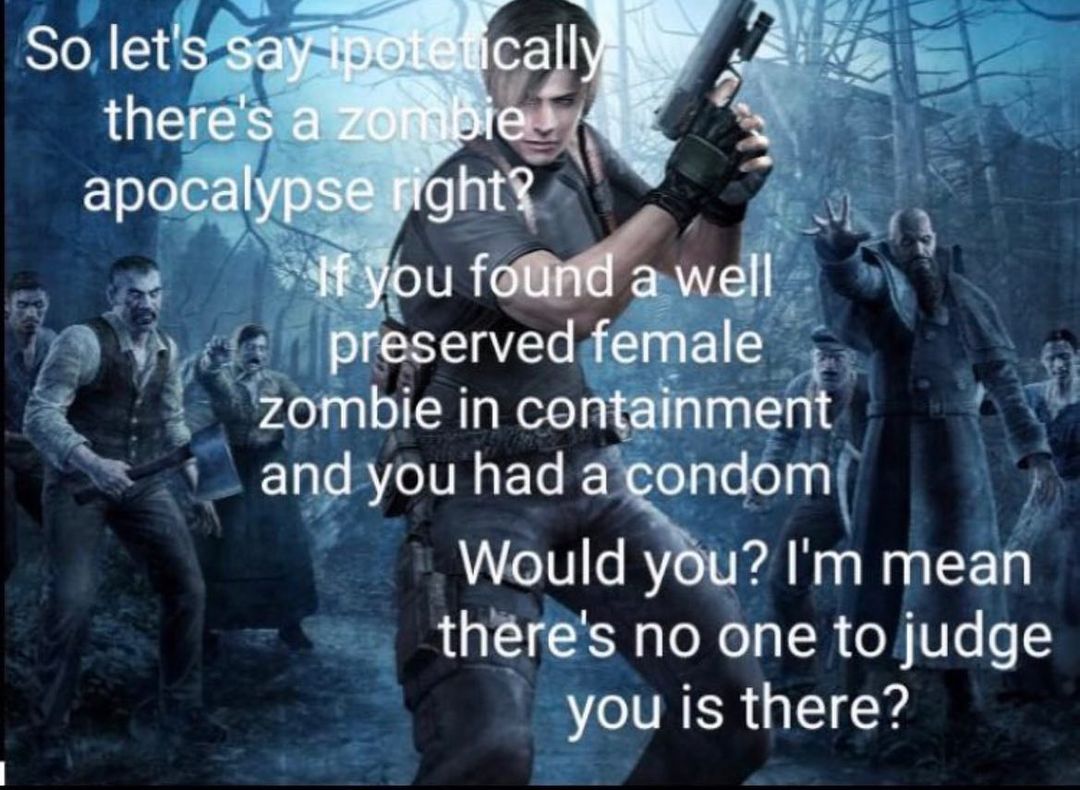 So let's say ipotetically
there's a zombie
apocalypse right?
If you found a well
preserved female
zombie in containment
and you had a condom
Would you? I'm mean
there's no one to judge
you is there?